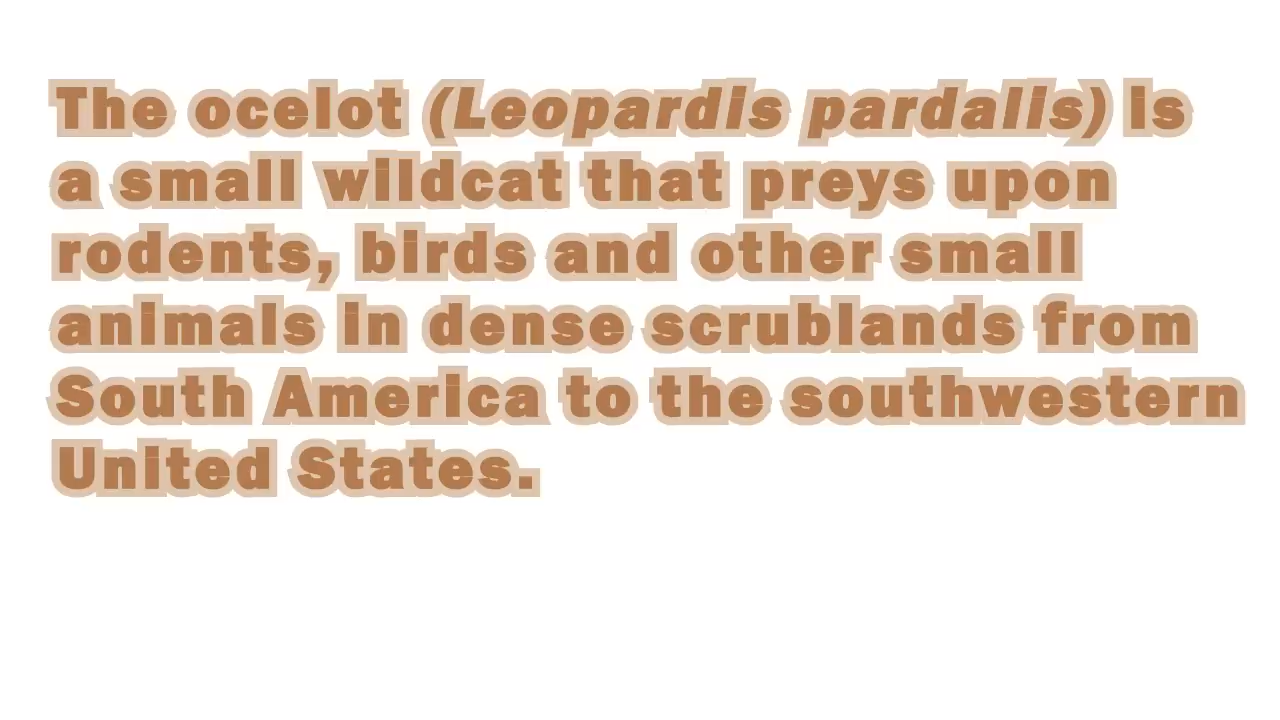 The ocelot (Leopardis pardalis) is
a small wildcat that preys upon
rodents, birds and other small
animals in dense scrublands from
South America to the southwestern
United States.